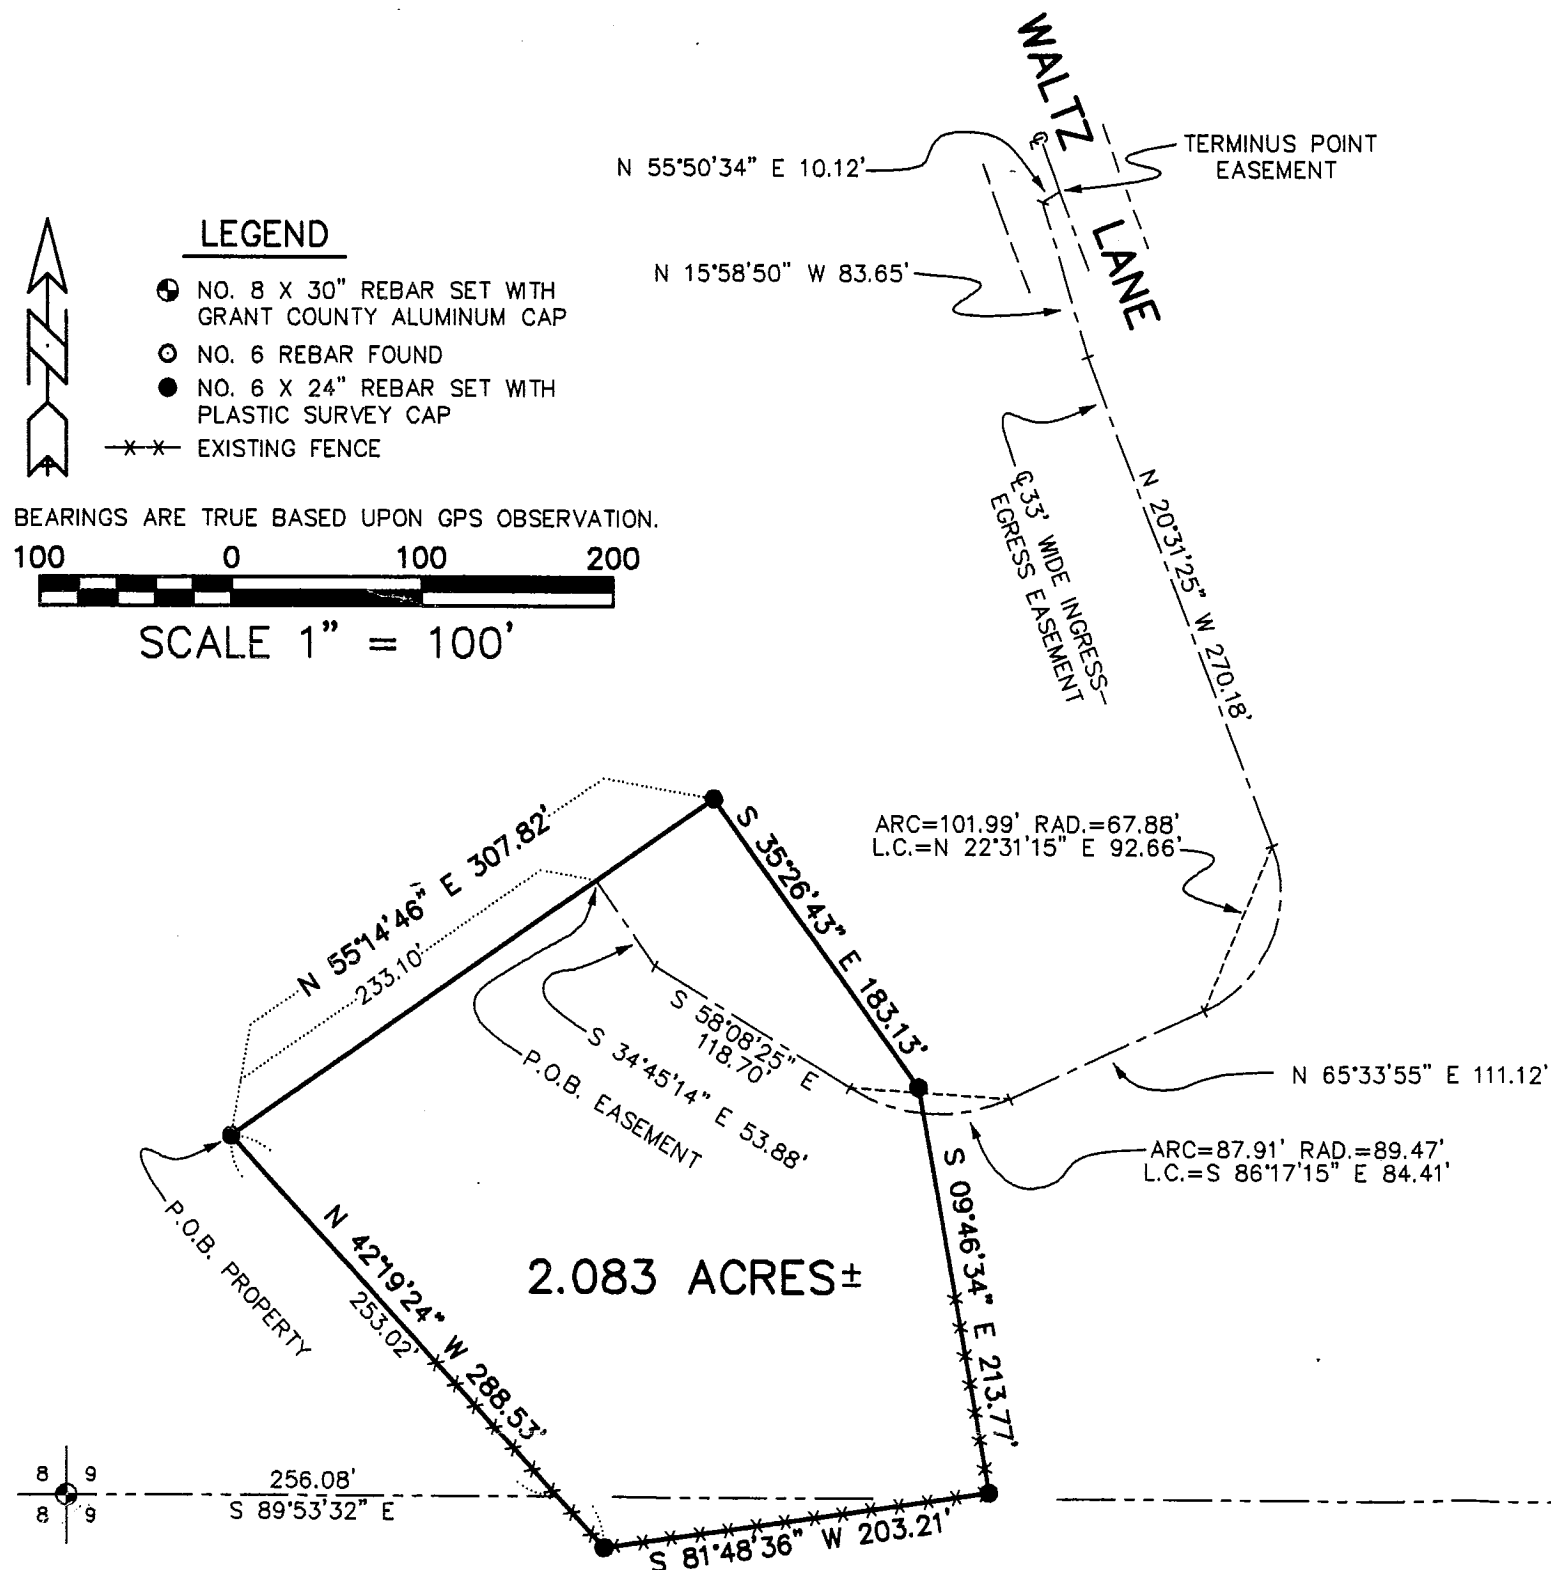 WALTZ
LANE
℄
TERMINUS POINT
EASEMENT
N 55°50'34" E 10.12'
N 15°58'50" W 83.65'
LEGEND
NO. 8 X 30" REBAR SET WITH
GRANT COUNTY ALUMINUM CAP
NO. 6 REBAR FOUND
NO. 6 X 24" REBAR SET WITH
PLASTIC SURVEY CAP
EXISTING FENCE
N
BEARINGS ARE TRUE BASED UPON GPS OBSERVATION.
100 0 100 200
SCALE 1" = 100'
℄ 33' WIDE INGRESS-
EGRESS EASEMENT
N 20°31'25" W 270.18'
ARC=101.99' RAD.=67.88'
L.C.=N 22°31'15" E 92.66'
N 55°14'46" E 307.82'
233.10'
S 35°26'43" E 183.13'
S 58°08'25" E
118.70'
S 34°45'14" E 53.88'
P.O.B. EASEMENT
N 65°33'55" E 111.12'
ARC=87.91' RAD.=89.47'
L.C.=S 86°17'15" E 84.41'
P.O.B. PROPERTY
N 42°19'24" W 288.53'
253.02'
2.083 ACRES±
S 09°46'34" E 213.77'
8 9
8 9
256.08'
S 89°53'32" E
S 81°48'36" W 203.21'